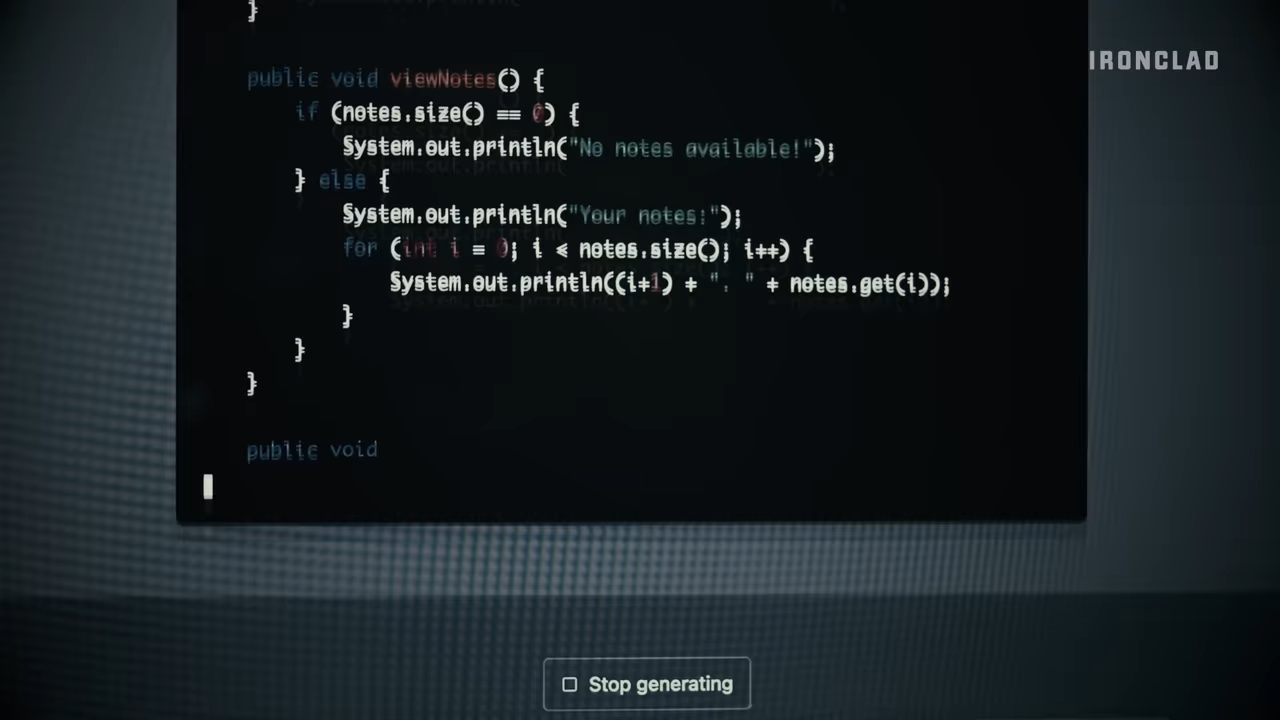 }
IRONCLAD
public void viewNotes() {
if (notes.size() == 0) {
System.out.println("No notes available!");
} else {
System.out.println("Your notes:");
for (int i = 0; i < notes.size(); i++) {
System.out.println((i+1) + ". " + notes.get(i));
}
}
}
public void
Stop generating